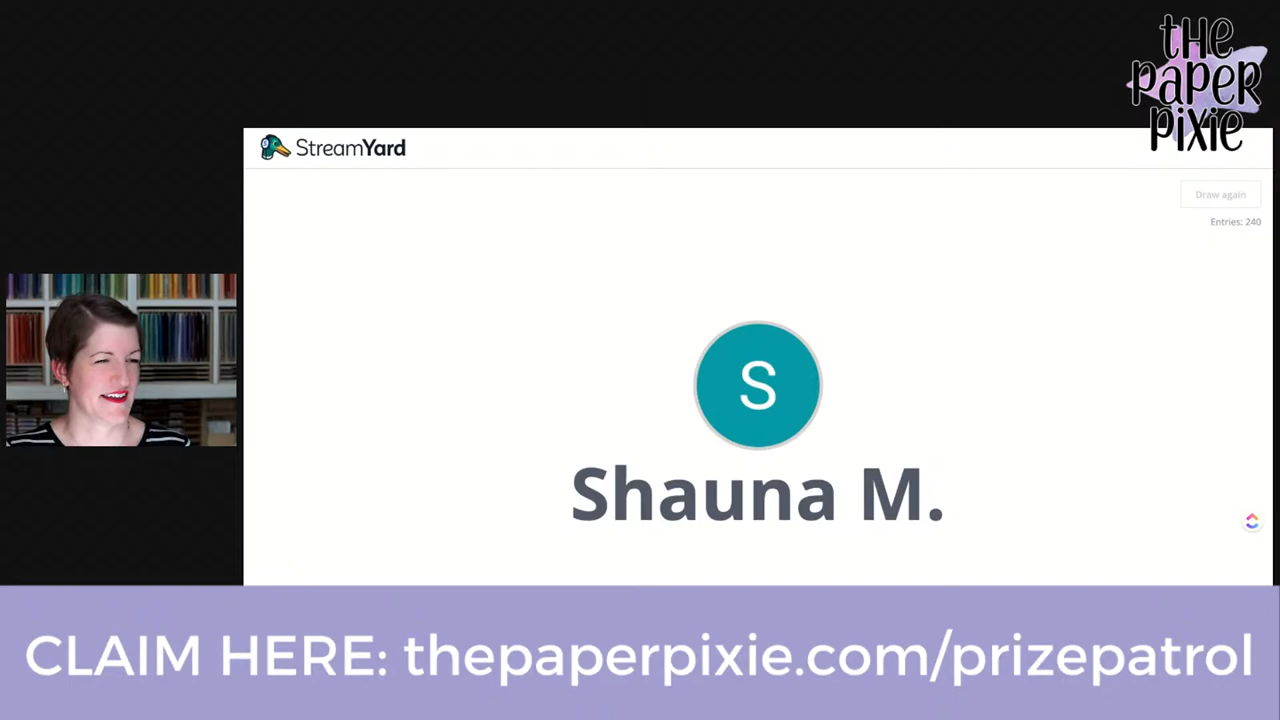 the
paper
pixie
StreamYard
Draw again
Entries: 240
S
Shauna M.
CLAIM HERE: thepaperpixie.com/prizepatrol